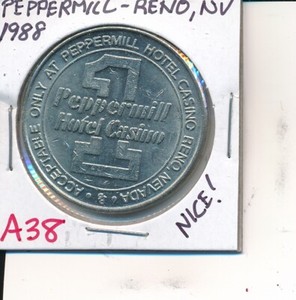 PEPPERMILL-RENO, NV
1988
ACCEPTABLE ONLY AT PEPPERMILL HOTEL CASINO RENO, NEVADA
1
Peppermill
Hotel Casino
NICE!
A38